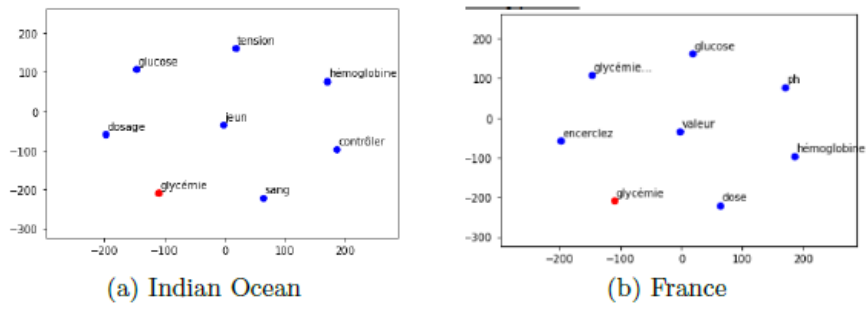 200
100
0
−100
−200
−300
−200
−100
0
100
200
tension
glucose
hémoglobine
dosage
jeun
contrôler
glycémie
sang
(a) Indian Ocean
200
100
0
−100
−200
−300
−200
−100
0
100
200
glucose
glycémie...
ph
encerclez
valeur
hémoglobine
glycémie
dose
(b) France